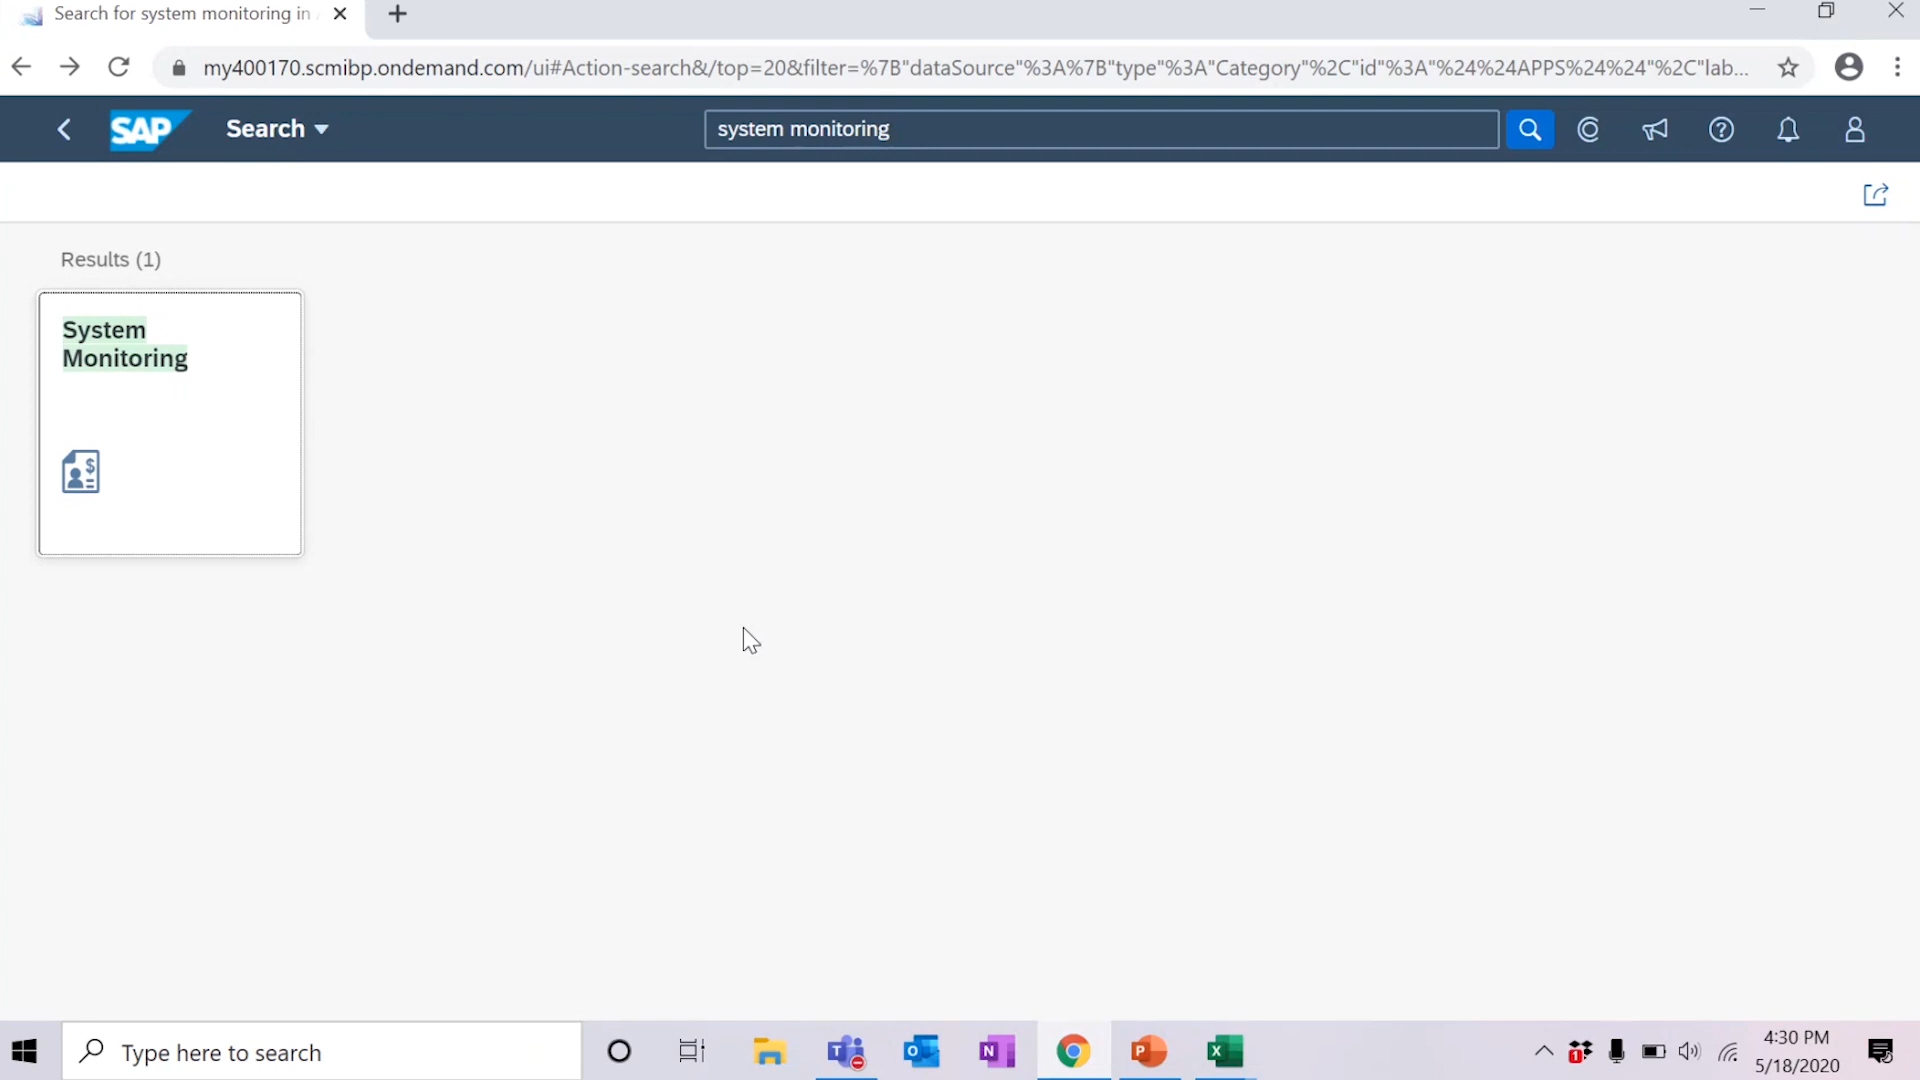 Search for system monitoring in
my400170.scmibp.ondemand.com/ui#Action-search&/top=20&filter=%7B"dataSource"%3A%7B"type"%3A"Category"%2C"id"%3A"%24%24APPS%24%24"%2C"lab...
SAP
Search
system monitoring
Results (1)
System
Monitoring
$
Type here to search
T
O
N
P
X
1
4:30 PM
5/18/2020